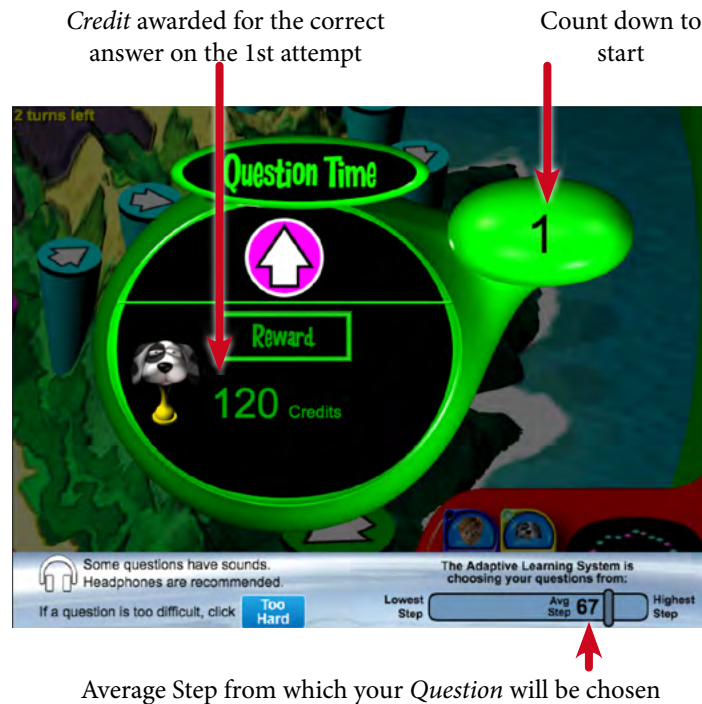 Credit awarded for the correct
answer on the 1st attempt
Count down to
start
2 turns left
Question Time
1
Reward
120 Credits
Some questions have sounds.
Headphones are recommended.
If a question is too difficult, click Too Hard
The Adaptive Learning System is
choosing your questions from:
Lowest Step
Avg Step 67
Highest Step
Average Step from which your Question will be chosen